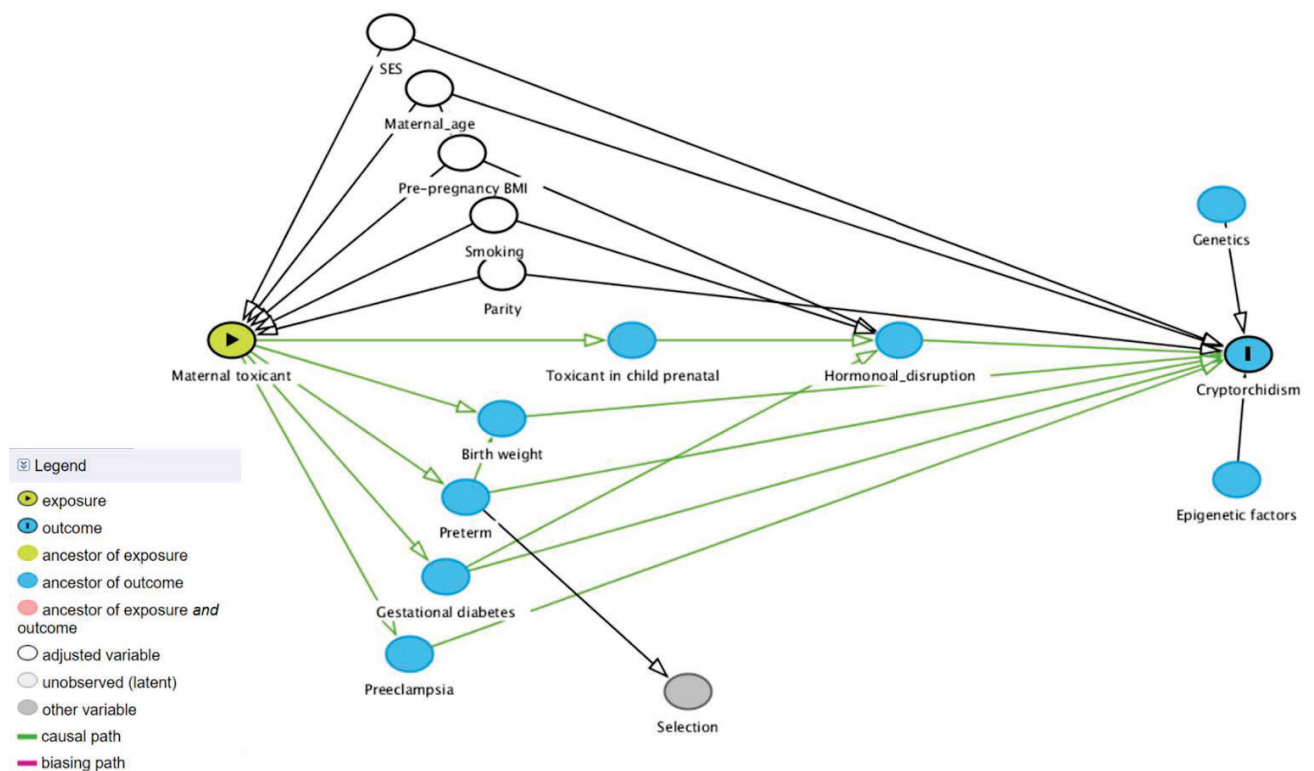 SES
Maternal_age
Pre-pregnancy BMI
Smoking
Parity
Genetics
Maternal toxicant
Toxicant in child prenatal
Hormonoal_disruption
Cryptorchidism
Birth weight
Preterm
Epigenetic factors
Gestational diabetes
Preeclampsia
Selection
Legend
exposure
outcome
ancestor of exposure
ancestor of outcome
ancestor of exposure and
outcome
adjusted variable
unobserved (latent)
other variable
causal path
biasing path